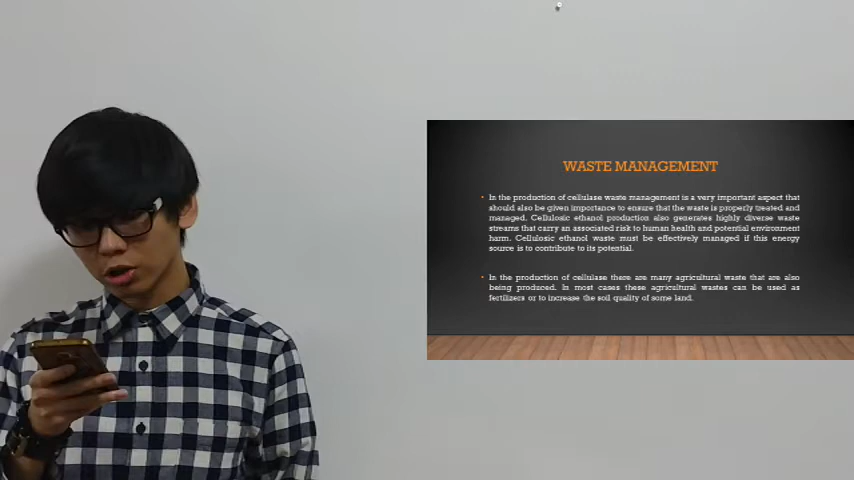 WASTE MANAGEMENT
• In the production of cellulase waste management is a very important aspect that
should also be given importance to ensure that the waste is properly treated and
managed. Cellulosic ethanol production also generates highly diverse waste
streams that carry an associated risk to human health and potential environment
harm. Cellulosic ethanol waste must be effectively managed if this energy
source is to contribute to its potential.
• In the production of cellulase there are many agricultural waste that are also
being produced. In most cases these agricultural wastes can be used as
fertilizers or to increase the soil quality of some land.